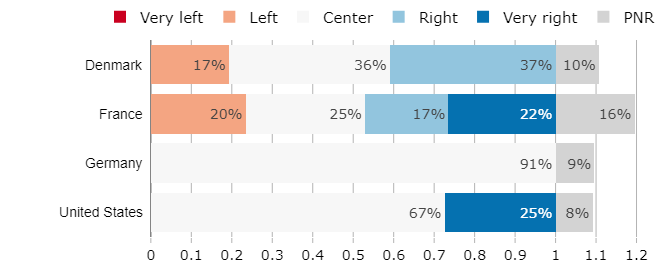 Very left Left Center Right Very right PNR
Denmark 17% 36% 37% 10%
France 20% 25% 17% 22% 16%
Germany 91% 9%
United States 67% 25% 8%
0 0.1 0.2 0.3 0.4 0.5 0.6 0.7 0.8 0.9 1 1.1 1.2